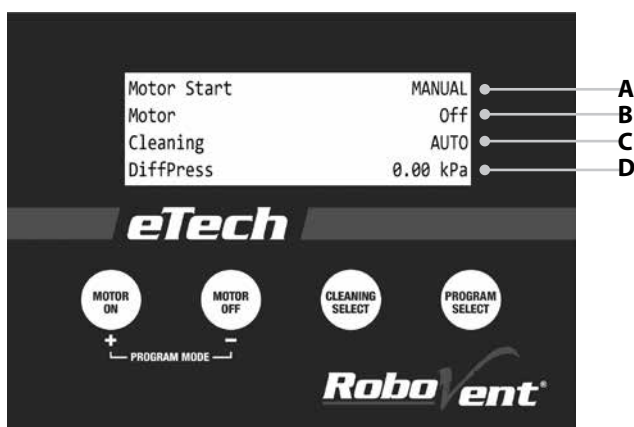 Motor Start MANUAL A
Motor Off B
Cleaning AUTO C
DiffPress 0.00 kPa D
eTech
MOTOR ON
MOTOR OFF
CLEANING SELECT
PROGRAM SELECT
+ −
PROGRAM MODE
RoboVent